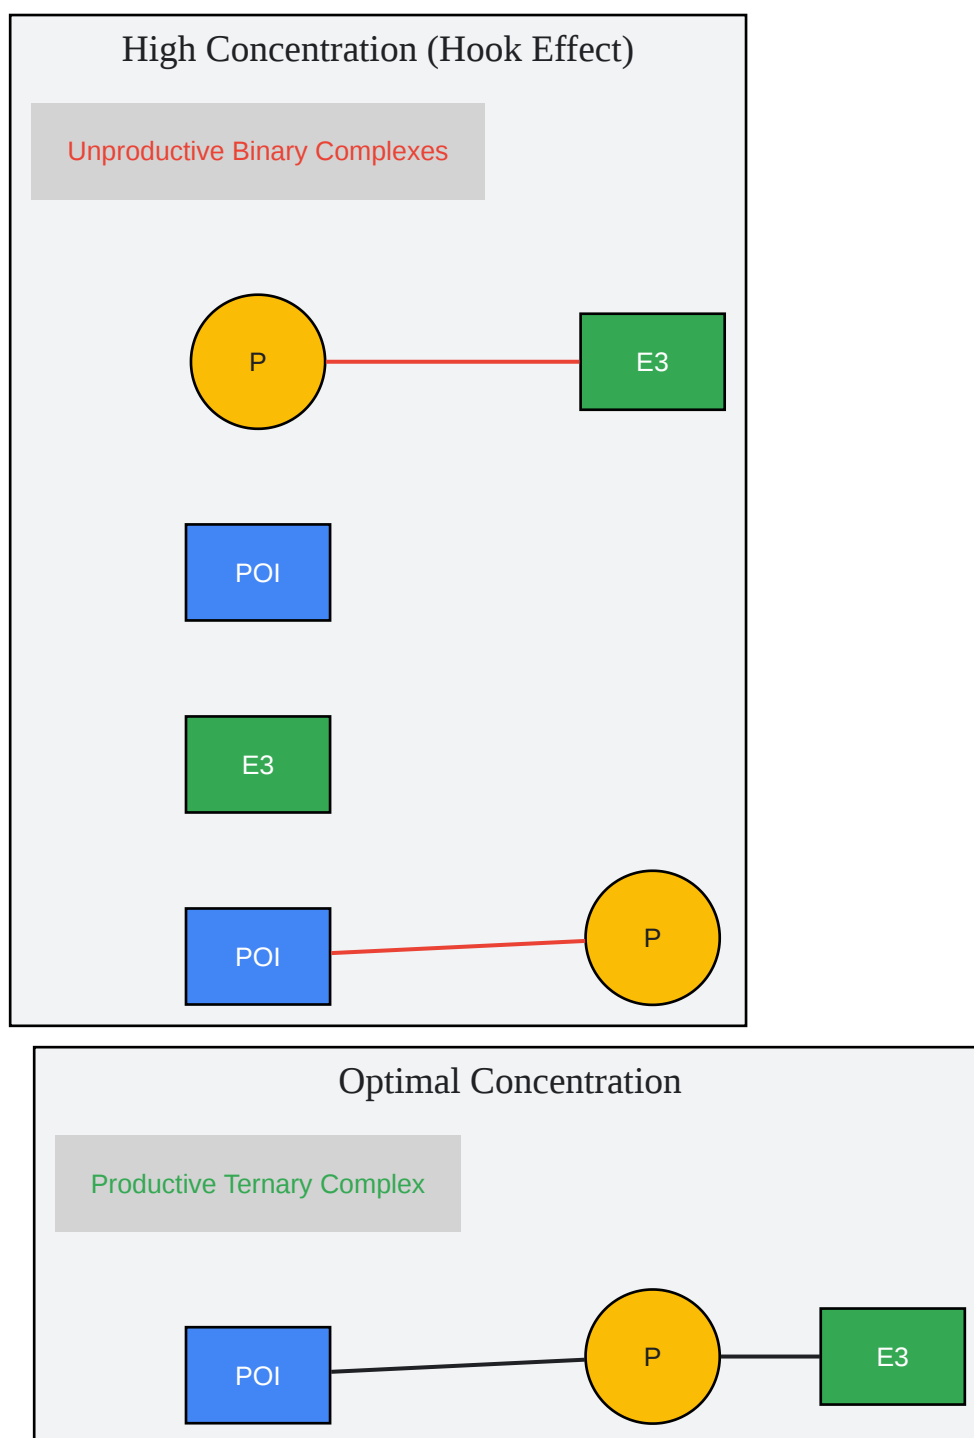 High Concentration (Hook Effect)
Unproductive Binary Complexes
P
E3
POI
E3
POI
P
Optimal Concentration
Productive Ternary Complex
POI
P
E3